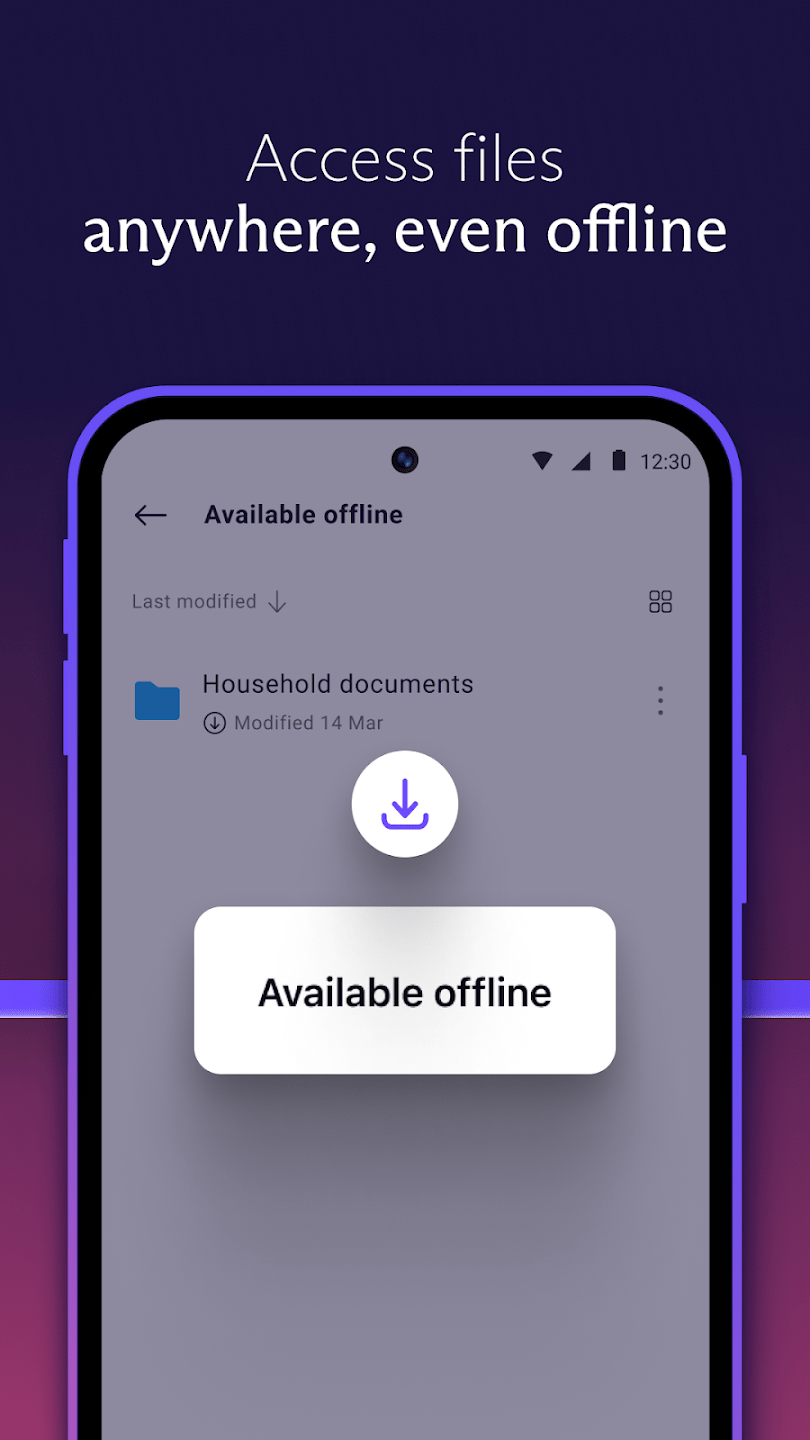 Access files
anywhere, even offline
12:30
Available offline
Last modified
Household documents
Modified 14 Mar
Available offline